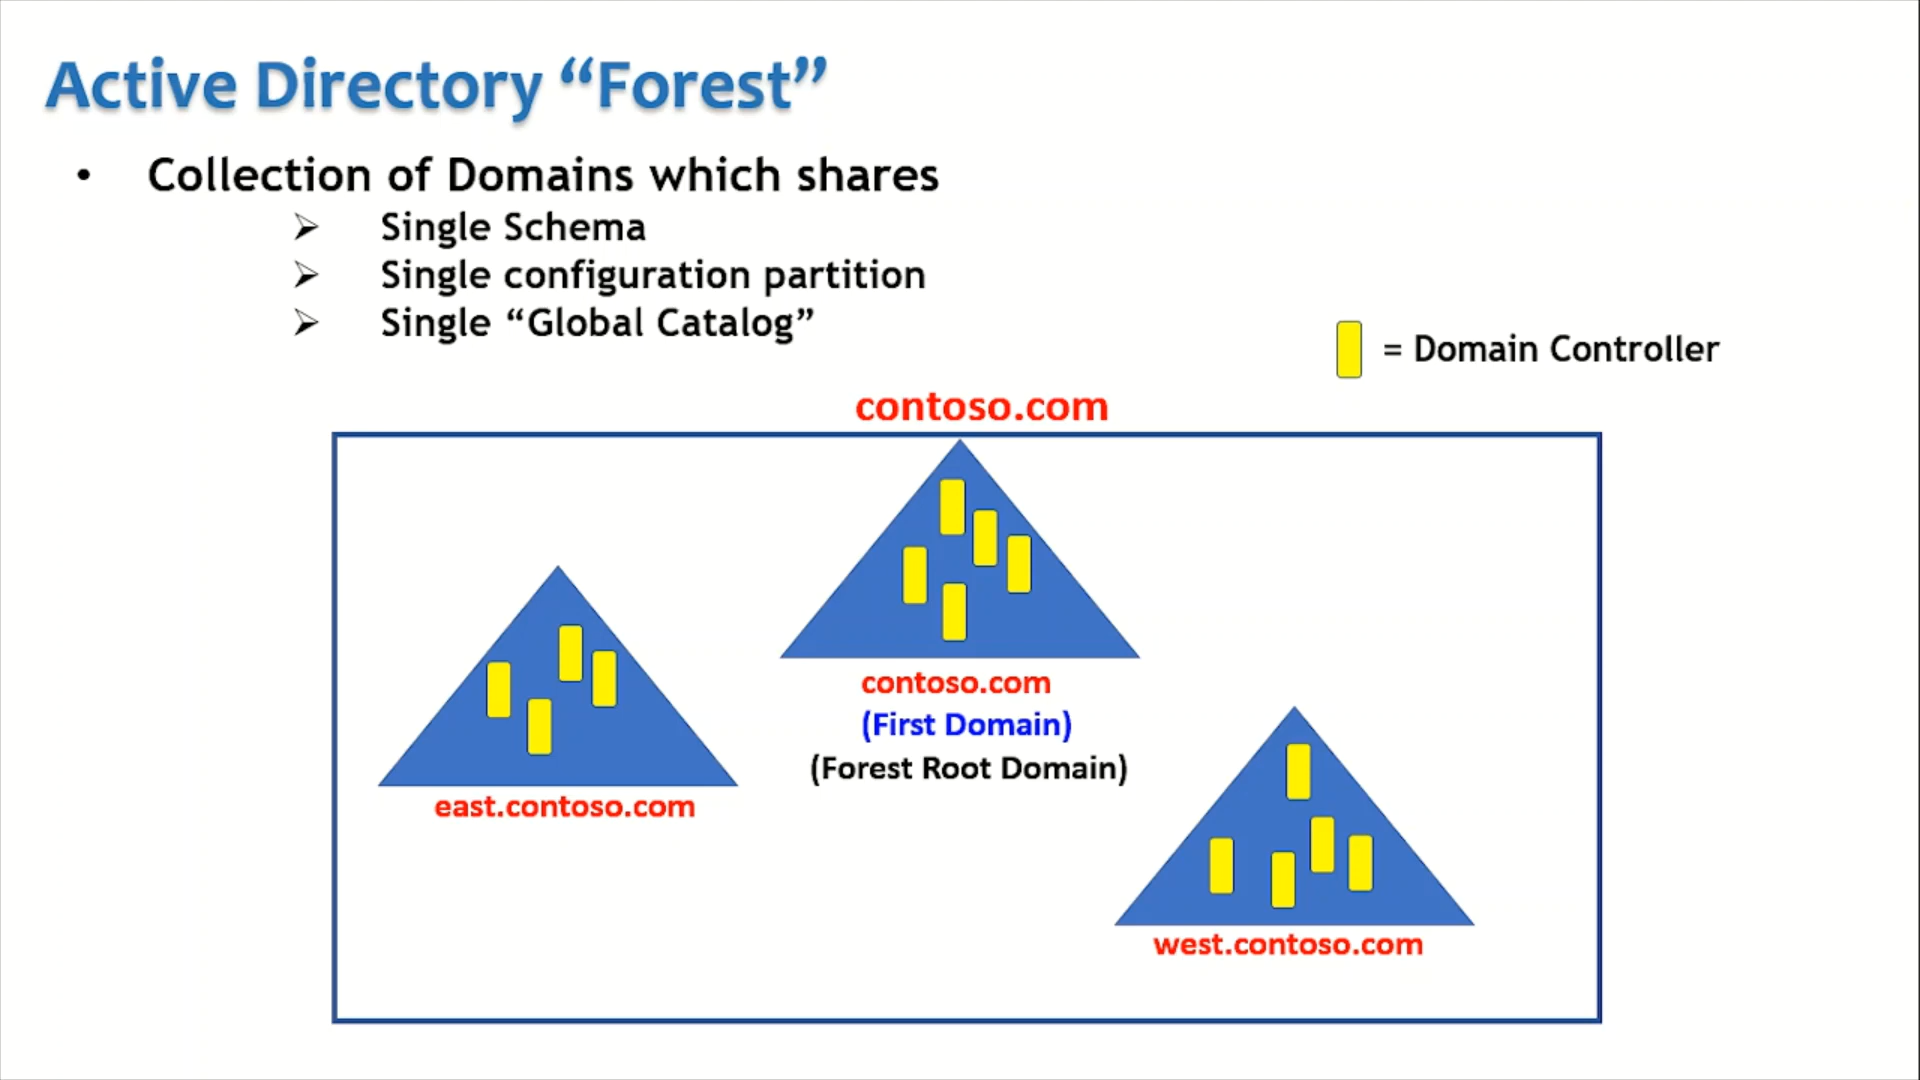 Active Directory “Forest”
• Collection of Domains which shares
➢ Single Schema
➢ Single configuration partition
➢ Single “Global Catalog”
= Domain Controller
contoso.com
contoso.com
(First Domain)
(Forest Root Domain)
east.contoso.com
west.contoso.com